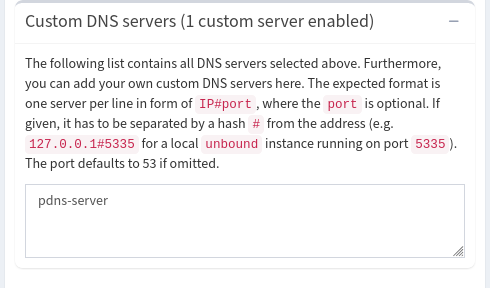 Custom DNS servers (1 custom server enabled) −
The following list contains all DNS servers selected above. Furthermore,
you can add your own custom DNS servers here. The expected format is
one server per line in form of IP#port , where the port is optional. If
given, it has to be separated by a hash # from the address (e.g.
127.0.0.1#5335 for a local unbound instance running on port 5335 ).
The port defaults to 53 if omitted.
pdns-server